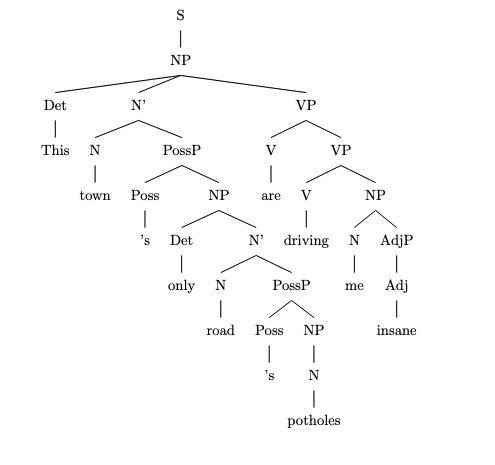 S
NP
Det N' VP
This N PossP V VP
town Poss NP are V NP
's Det N' driving N AdjP
only N PossP me Adj
road Poss NP insane
's N
potholes